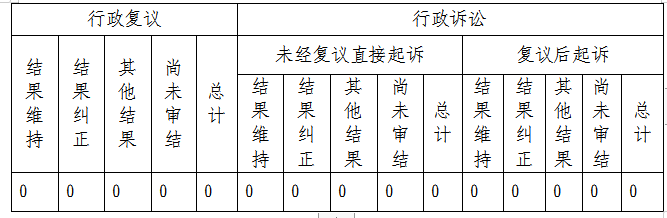 行政复议 行政诉讼
未经复议直接起诉 复议后起诉
结果维持 结果纠正 其他结果 尚未审结 总计 结果维持 结果纠正 其他结果 尚未审结 总计 结果维持 结果纠正 其他结果 尚未审结 总计
0 0 0 0 0 0 0 0 0 0 0 0 0 0 0